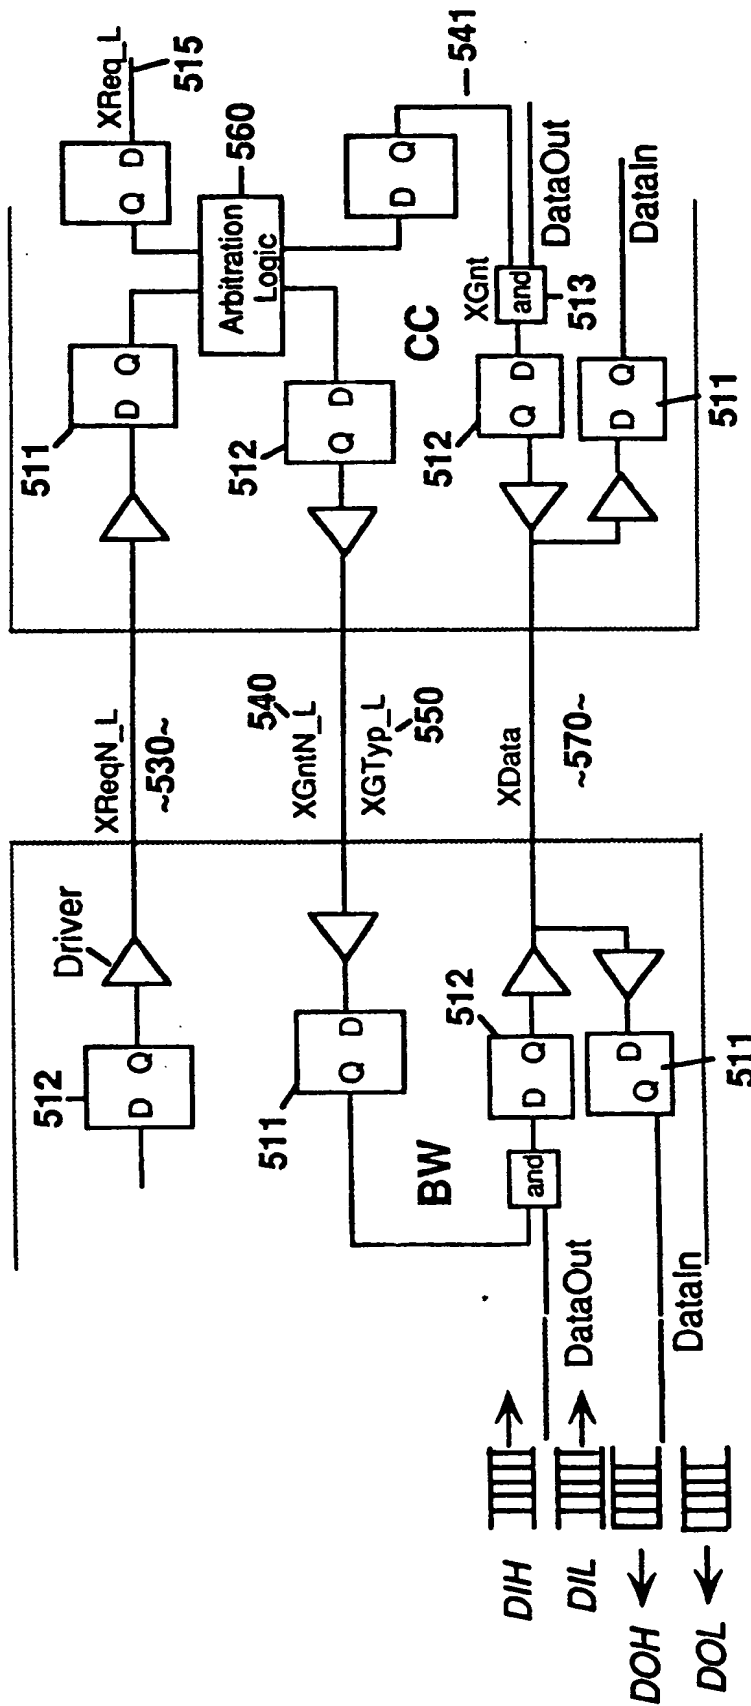 512
511
Driver
XReqN_L
XReq_L
D Q
D Q
Q D
~530~
515
Arbitration
Logic
560
511
540
512
XGntN_L
Q D
Q D
D Q
XGTyp_L
550
BW
CC
541
512
512
XGnt
XData
D Q
Q D
and
and
DIH
DataOut
DataOut
DIL
~570~
513
Q D
D Q
DOH
DataIn
DataIn
DOL
511
511